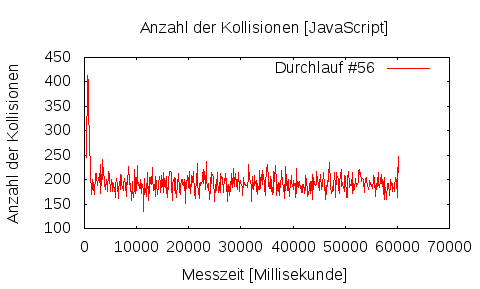 Anzahl der Kollisionen [JavaScript]
Durchlauf #56
Anzahl der Kollisionen
450
400
350
300
250
200
150
100
0 10000 20000 30000 40000 50000 60000 70000
Messzeit [Millisekunde]